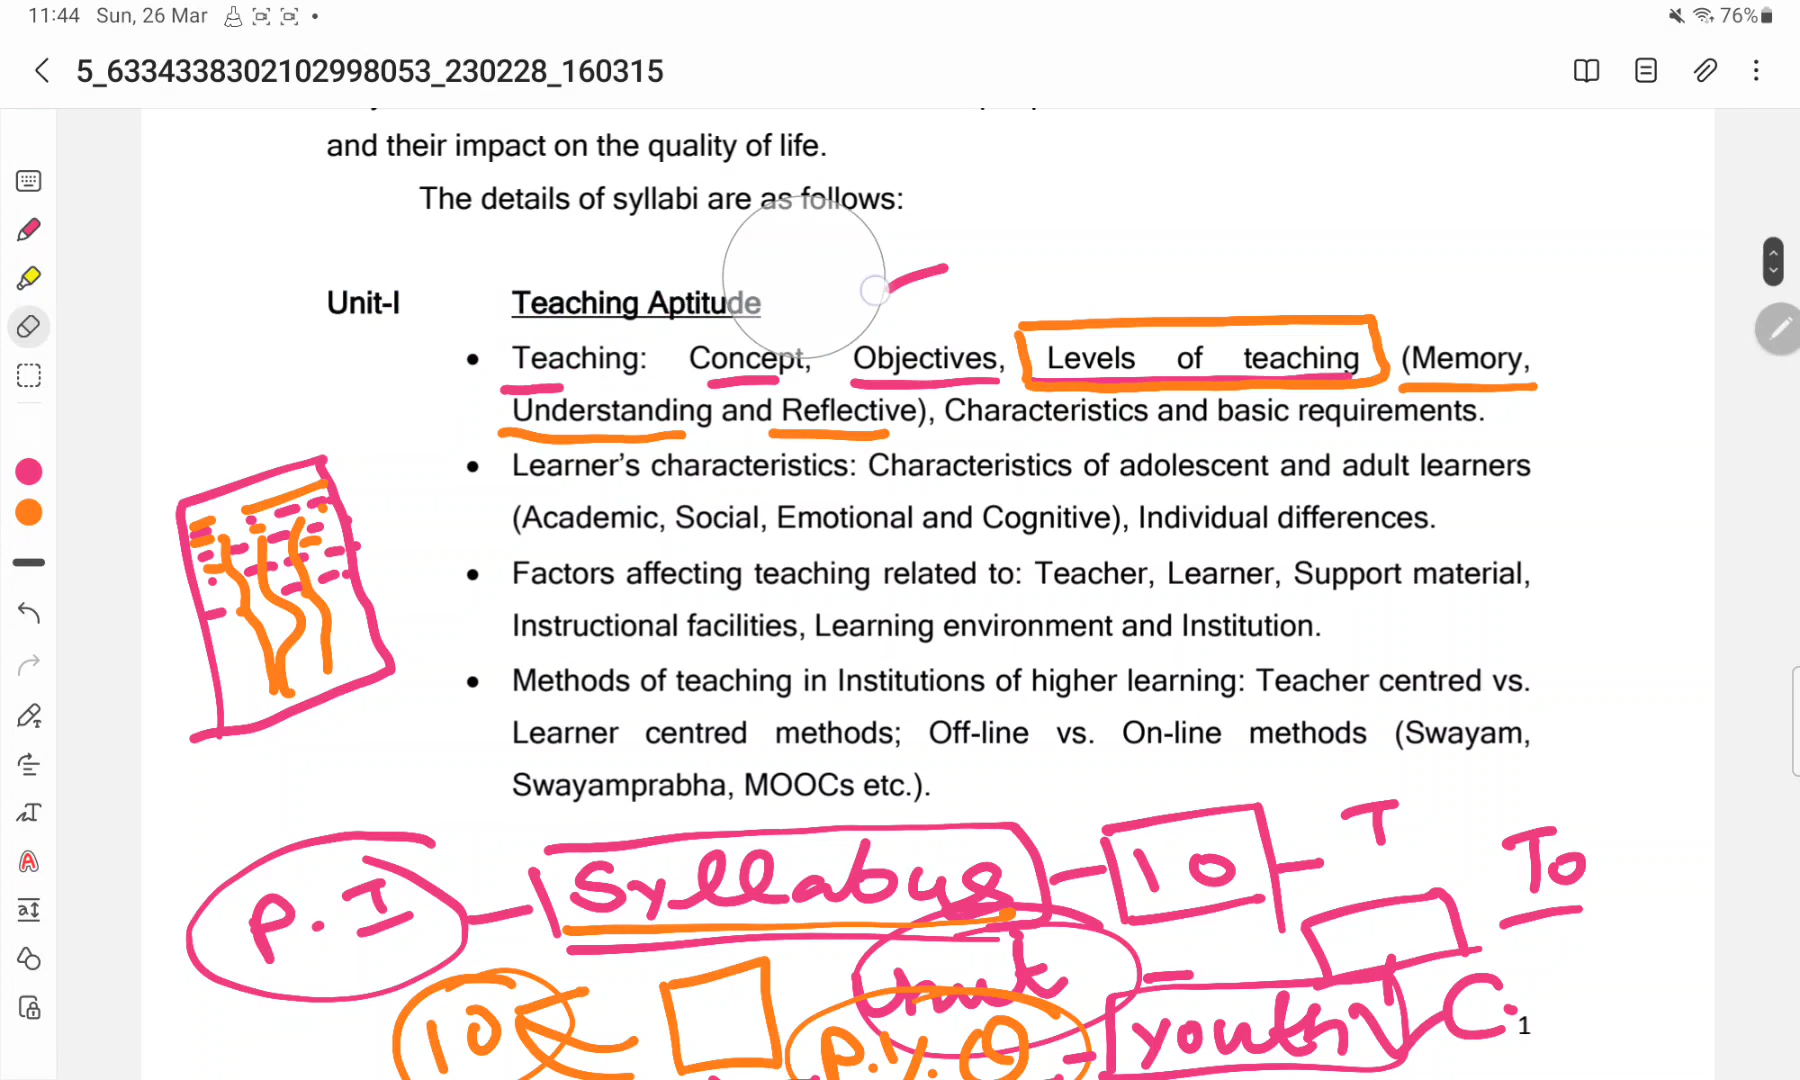 11:44 Sun, 26 Mar
76%
5_6334338302102998053_230228_160315
and their impact on the quality of life.
The details of syllabi are as follows:
Unit-I Teaching Aptitude
• Teaching: Concept, Objectives, Levels of teaching (Memory,
Understanding and Reflective), Characteristics and basic requirements.
• Learner's characteristics: Characteristics of adolescent and adult learners
(Academic, Social, Emotional and Cognitive), Individual differences.
• Factors affecting teaching related to: Teacher, Learner, Support material,
Instructional facilities, Learning environment and Institution.
• Methods of teaching in Institutions of higher learning: Teacher centred vs.
Learner centred methods; Off-line vs. On-line methods (Swayam,
Swayamprabha, MOOCs etc.).
P.I Syllabus 10 T To
unit
10 P.Y.Q youth C.
1